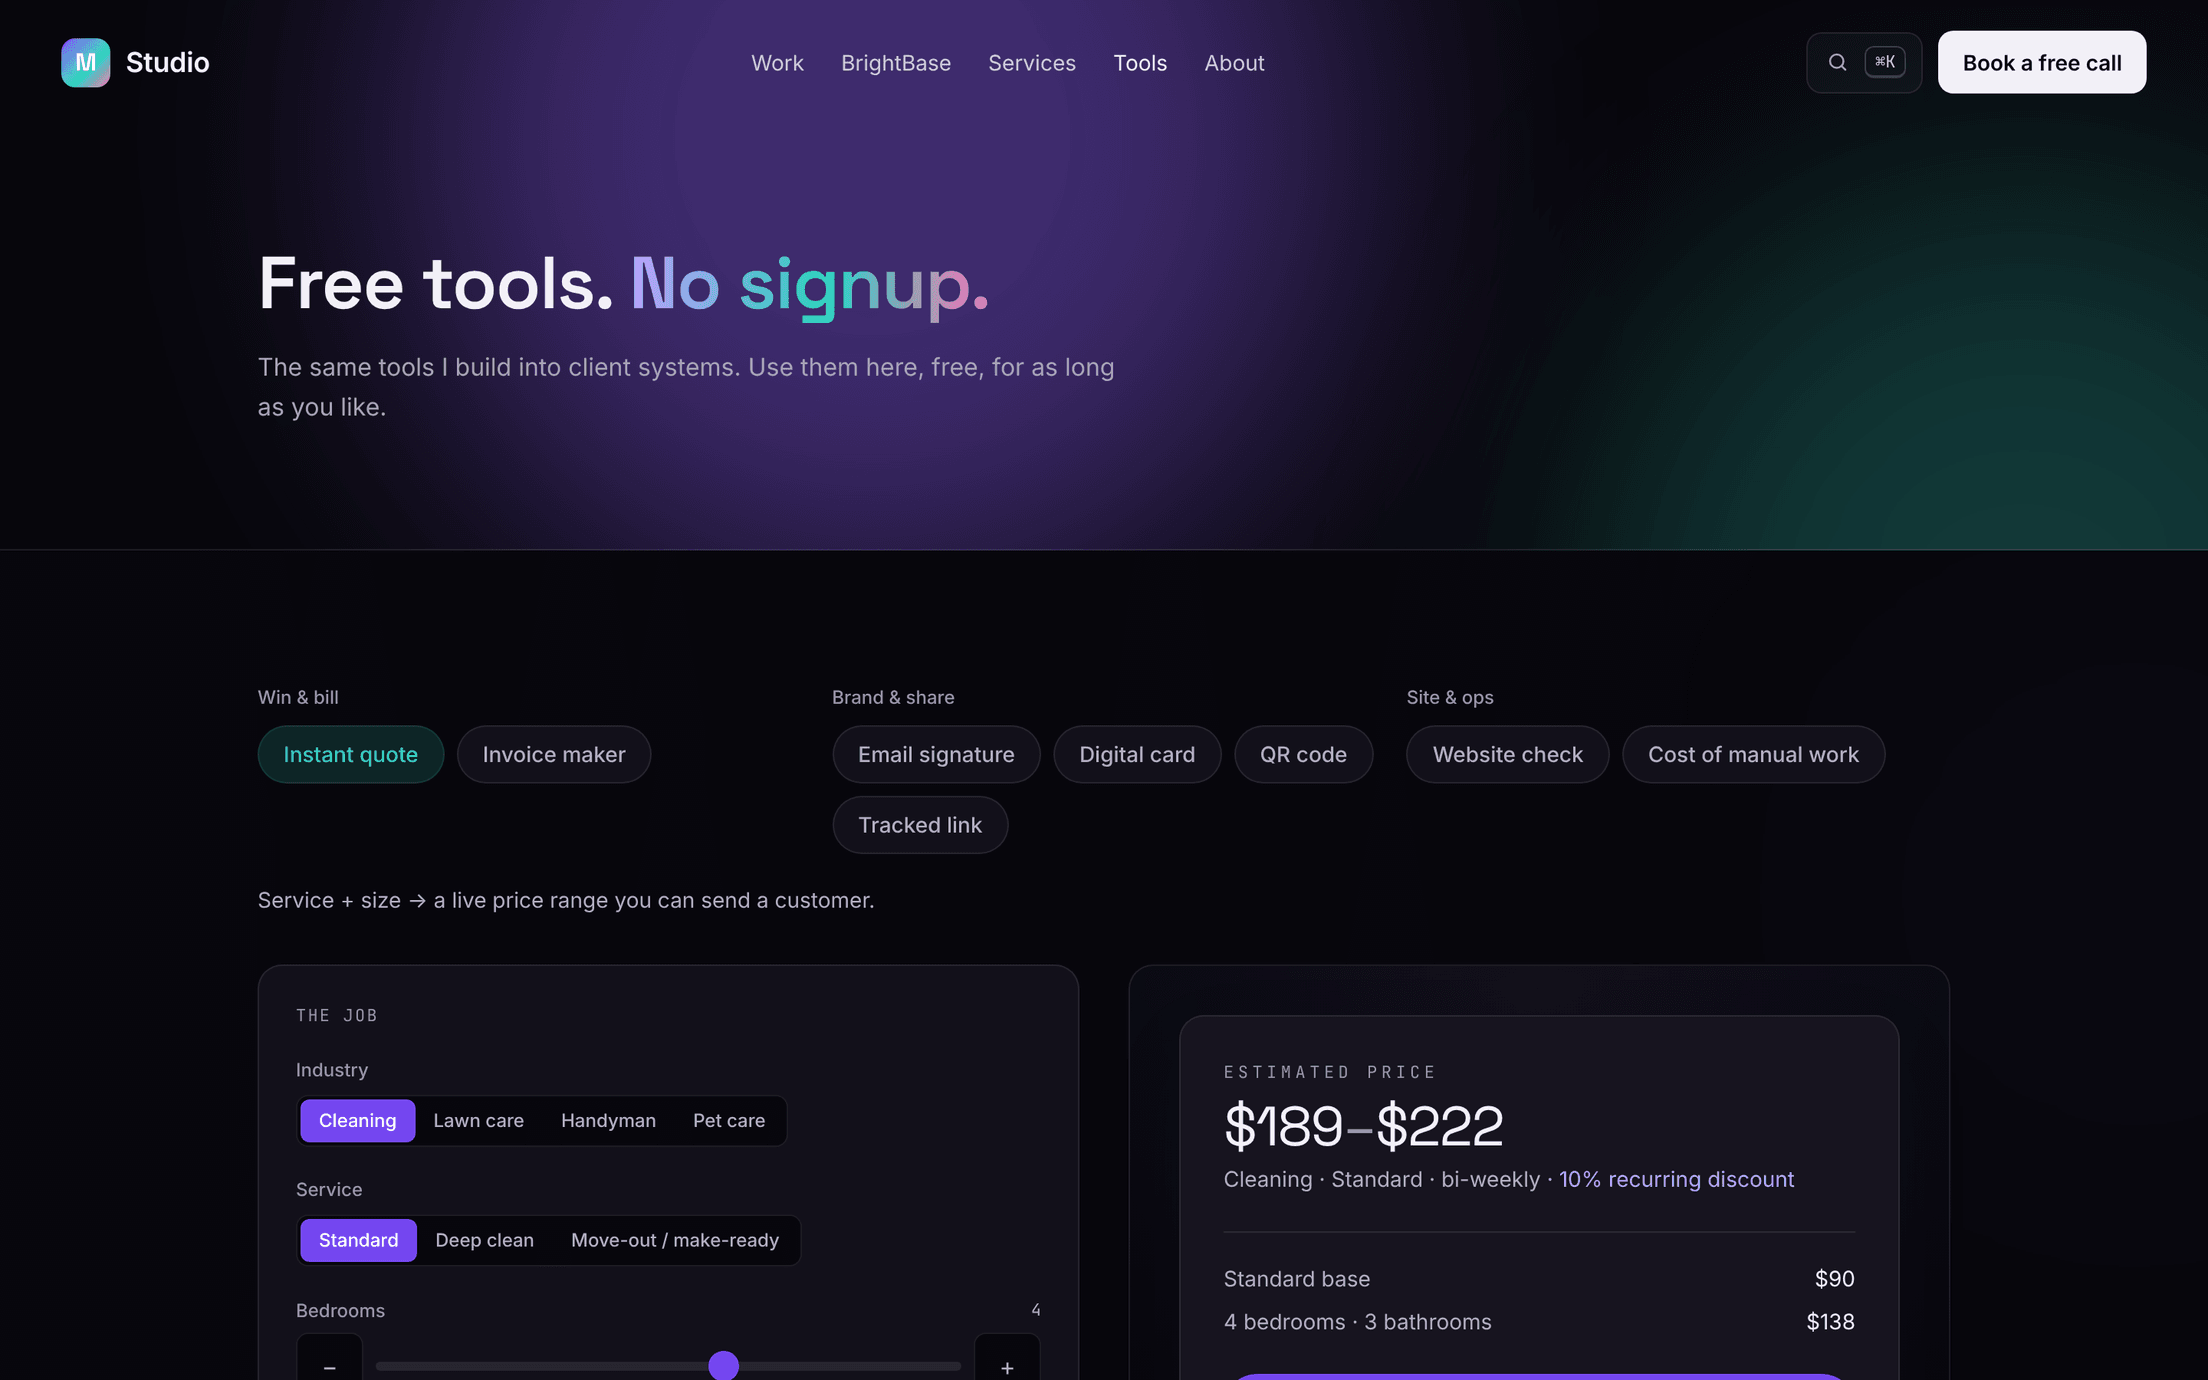 M Studio
Work BrightBase Services Tools About
⌘K
Book a free call
Free tools. No signup.
The same tools I build into client systems. Use them here, free, for as long
as you like.
Win & bill
Instant quote Invoice maker
Brand & share
Email signature Digital card QR code
Tracked link
Site & ops
Website check Cost of manual work
Service + size → a live price range you can send a customer.
THE JOB
Industry
Cleaning Lawn care Handyman Pet care
Service
Standard Deep clean Move-out / make-ready
Bedrooms 4
− +
ESTIMATED PRICE
$189–$222
Cleaning · Standard · bi-weekly · 10% recurring discount
Standard base $90
4 bedrooms · 3 bathrooms $138